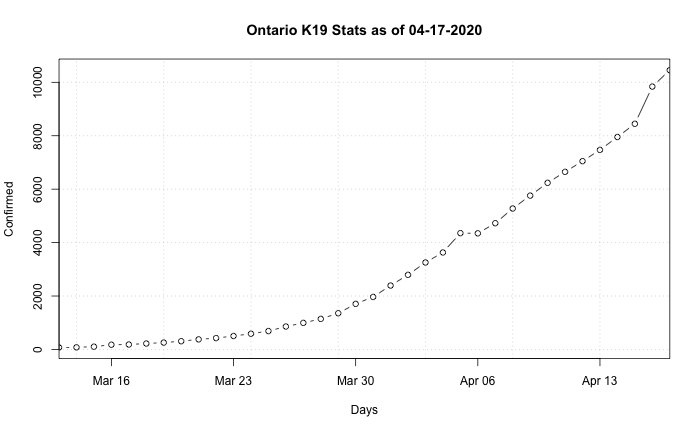 Ontario K19 Stats as of 04-17-2020
10000
8000
6000
4000
2000
0
Confirmed
Mar 16 Mar 23 Mar 30 Apr 06 Apr 13
Days